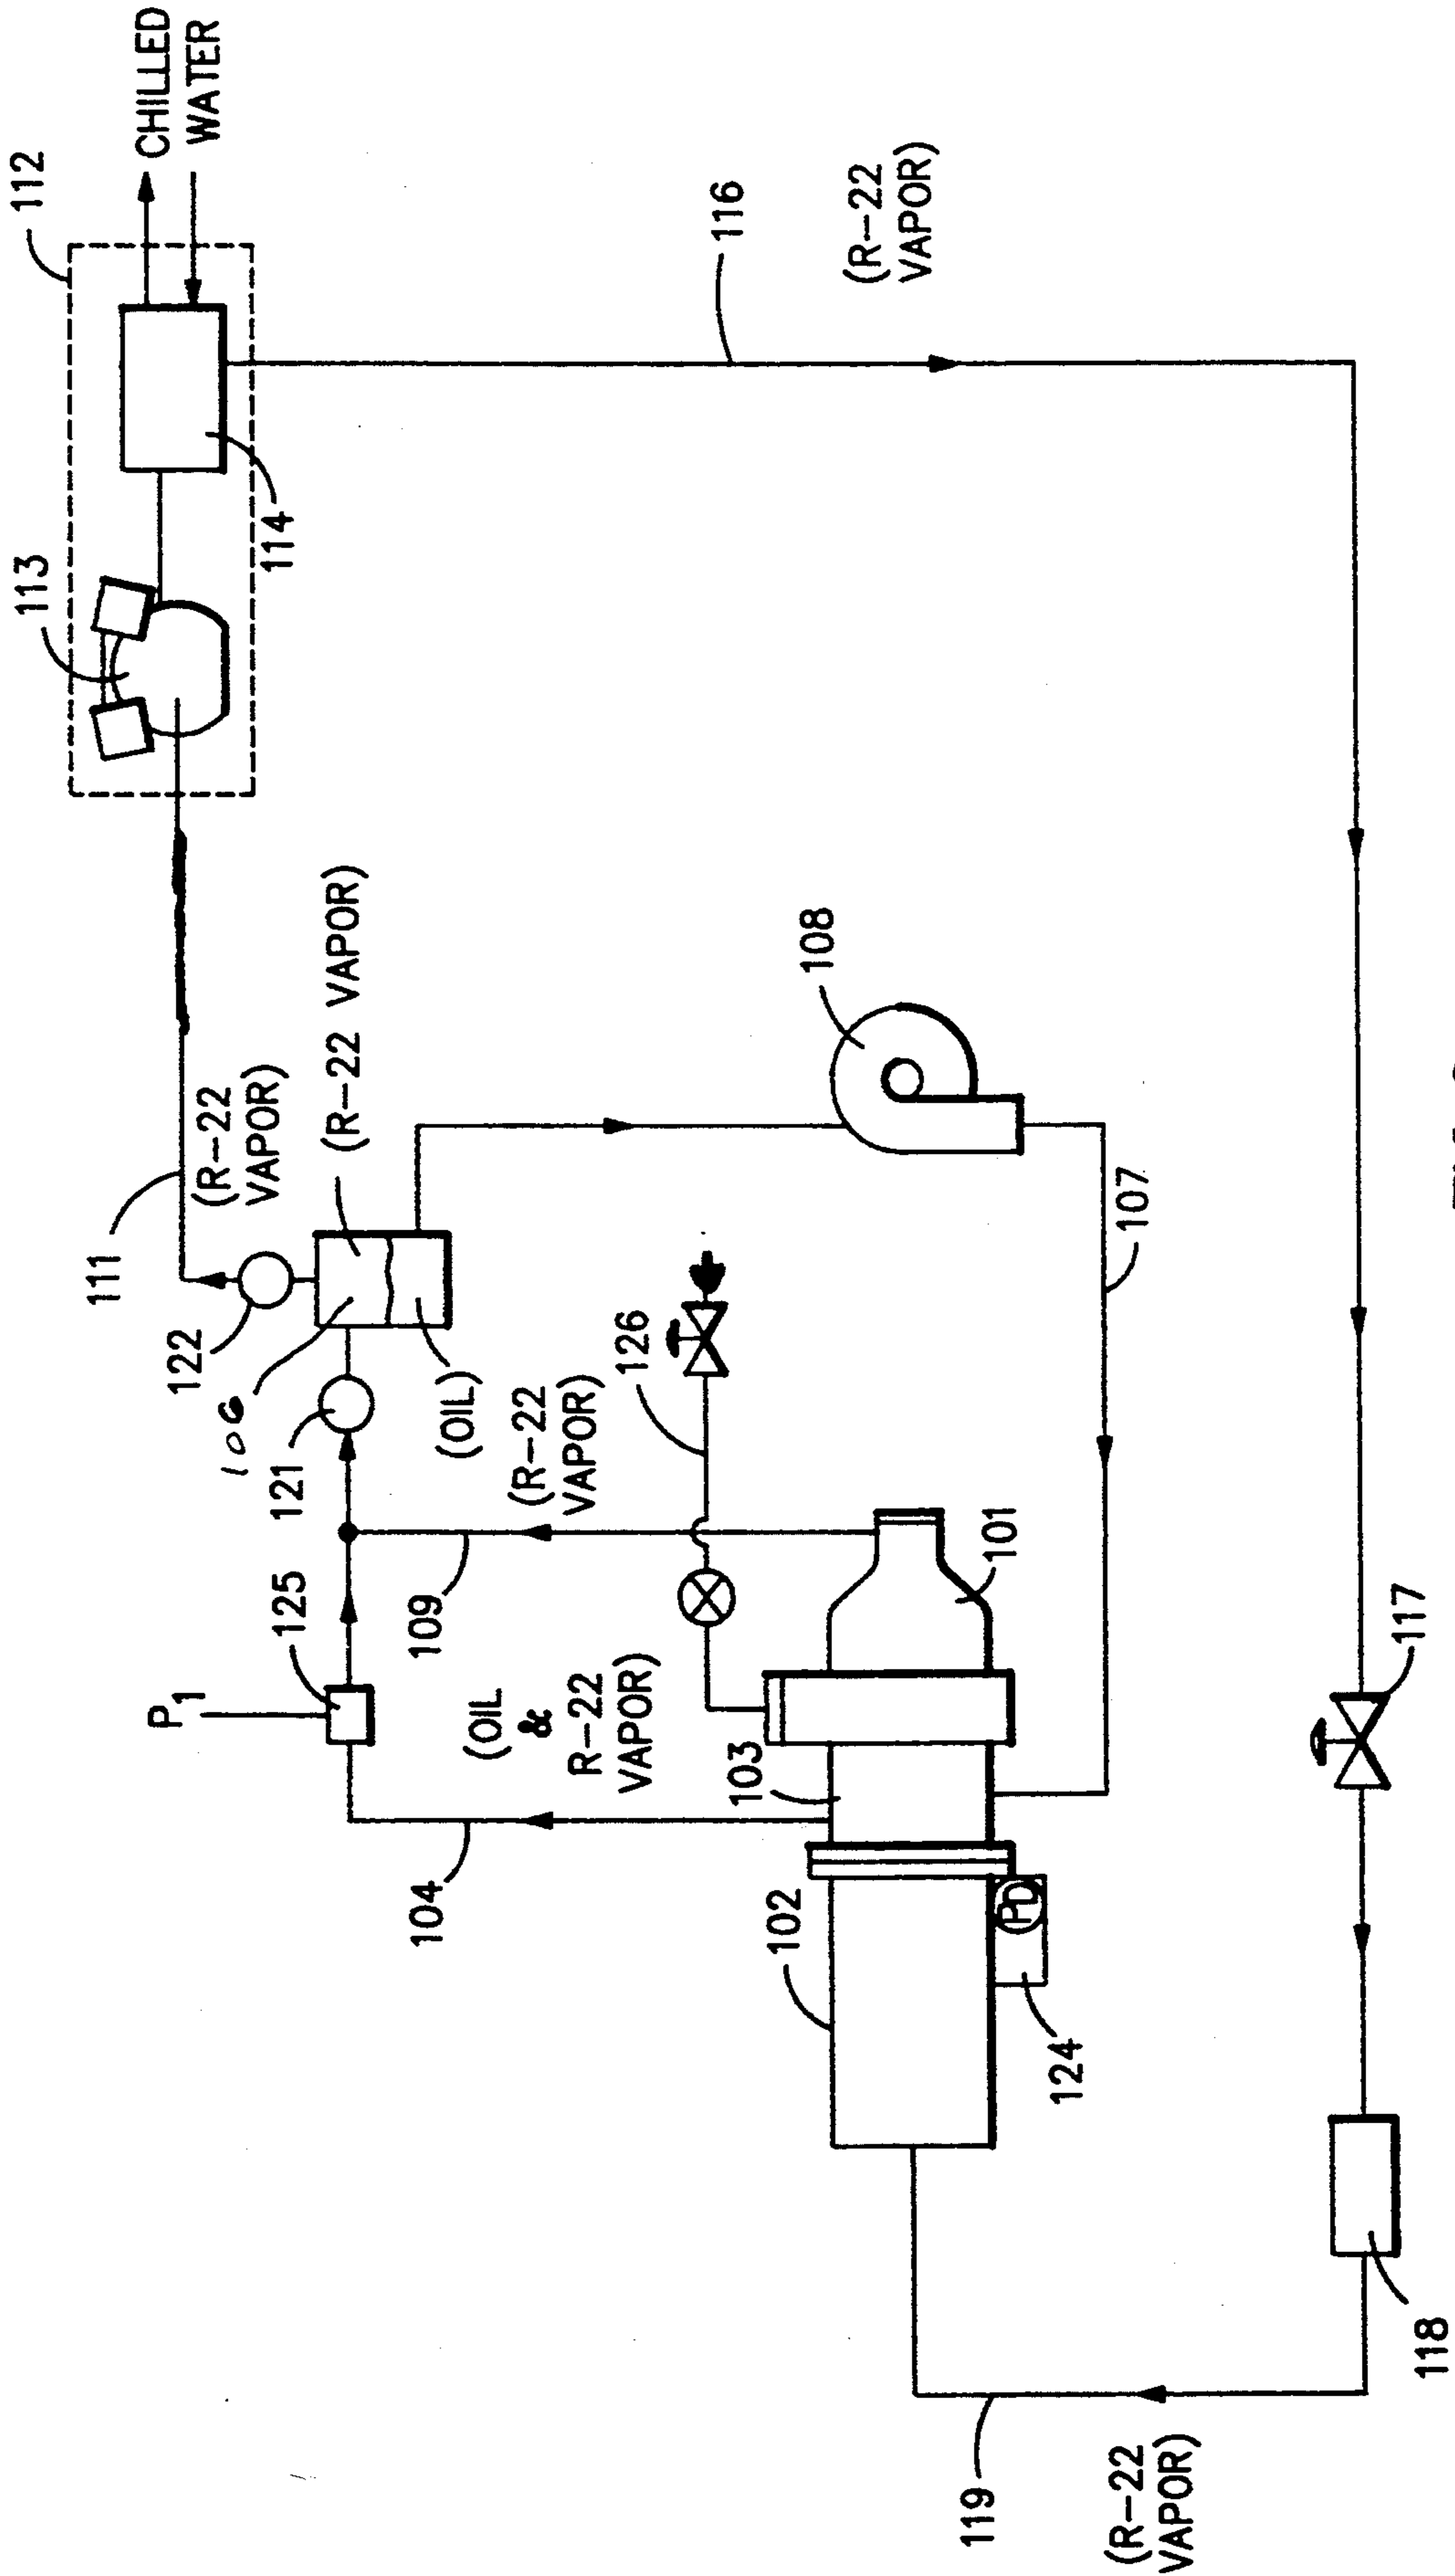 112
CHILLED
WATER
113
114
116
(R-22
VAPOR)
111
(R-22
VAPOR)
(R-22 VAPOR)
122
106
121
(OIL)
108
126
(R-22
VAPOR)
107
P1
125
109
101
(OIL
&
R-22
VAPOR)
103
104
102
PD
124
117
118
119
(R-22
VAPOR)